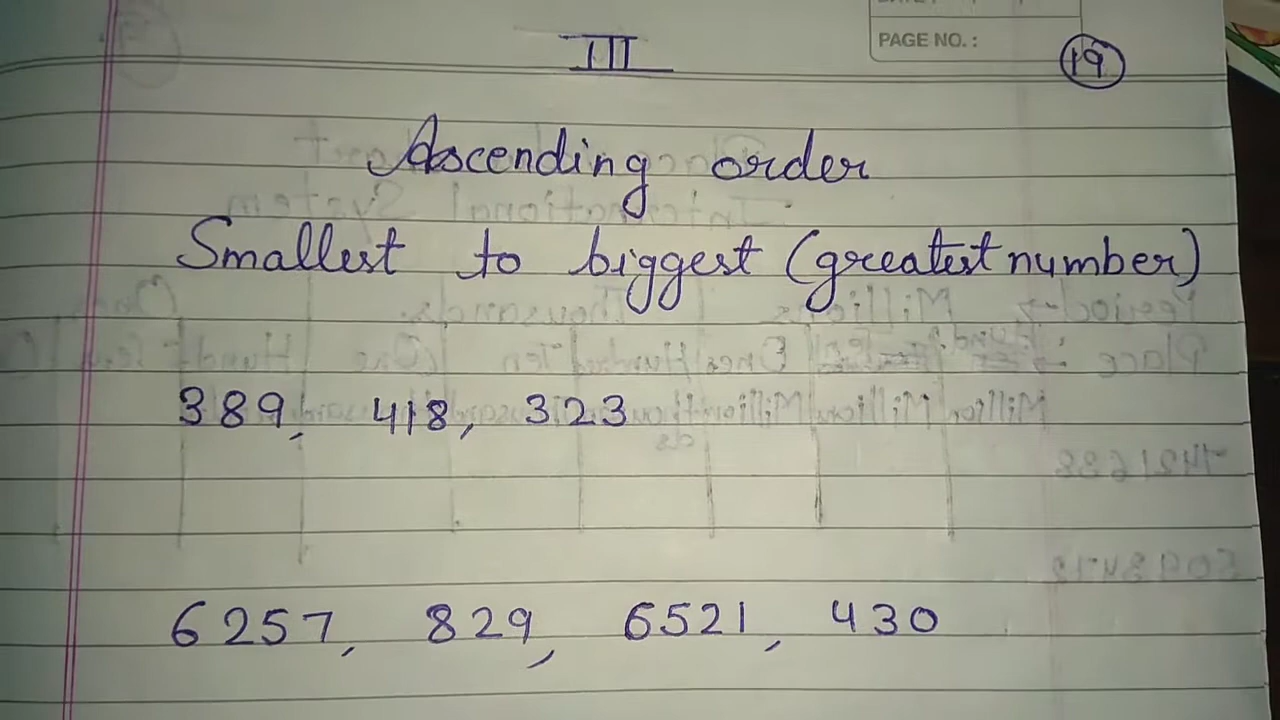 III
PAGE NO. :
19
Ascending order
Smallest to biggest (greatest number)
389, 418, 323
6257, 829, 6521, 430